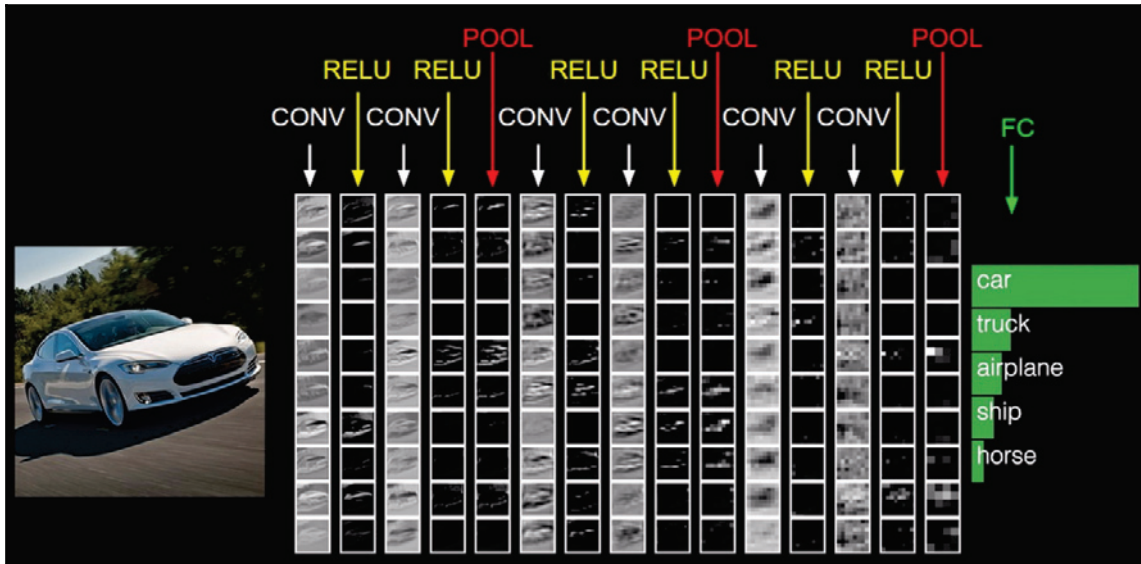 POOL POOL POOL
RELU RELU RELU RELU RELU RELU
CONV CONV CONV CONV CONV CONV
FC
car
truck
airplane
ship
horse